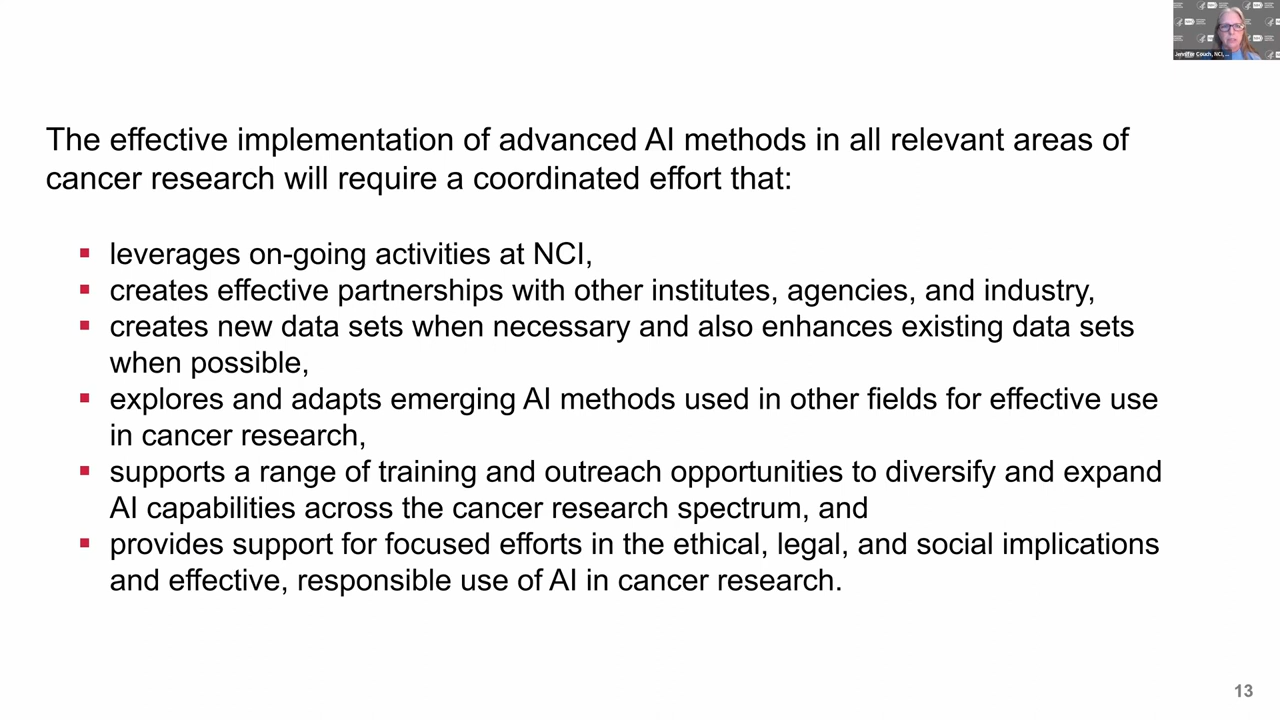 Jennifer Couch, NCI, ...
The effective implementation of advanced AI methods in all relevant areas of
cancer research will require a coordinated effort that:
▪ leverages on-going activities at NCI,
▪ creates effective partnerships with other institutes, agencies, and industry,
▪ creates new data sets when necessary and also enhances existing data sets
when possible,
▪ explores and adapts emerging AI methods used in other fields for effective use
in cancer research,
▪ supports a range of training and outreach opportunities to diversify and expand
AI capabilities across the cancer research spectrum, and
▪ provides support for focused efforts in the ethical, legal, and social implications
and effective, responsible use of AI in cancer research.
13